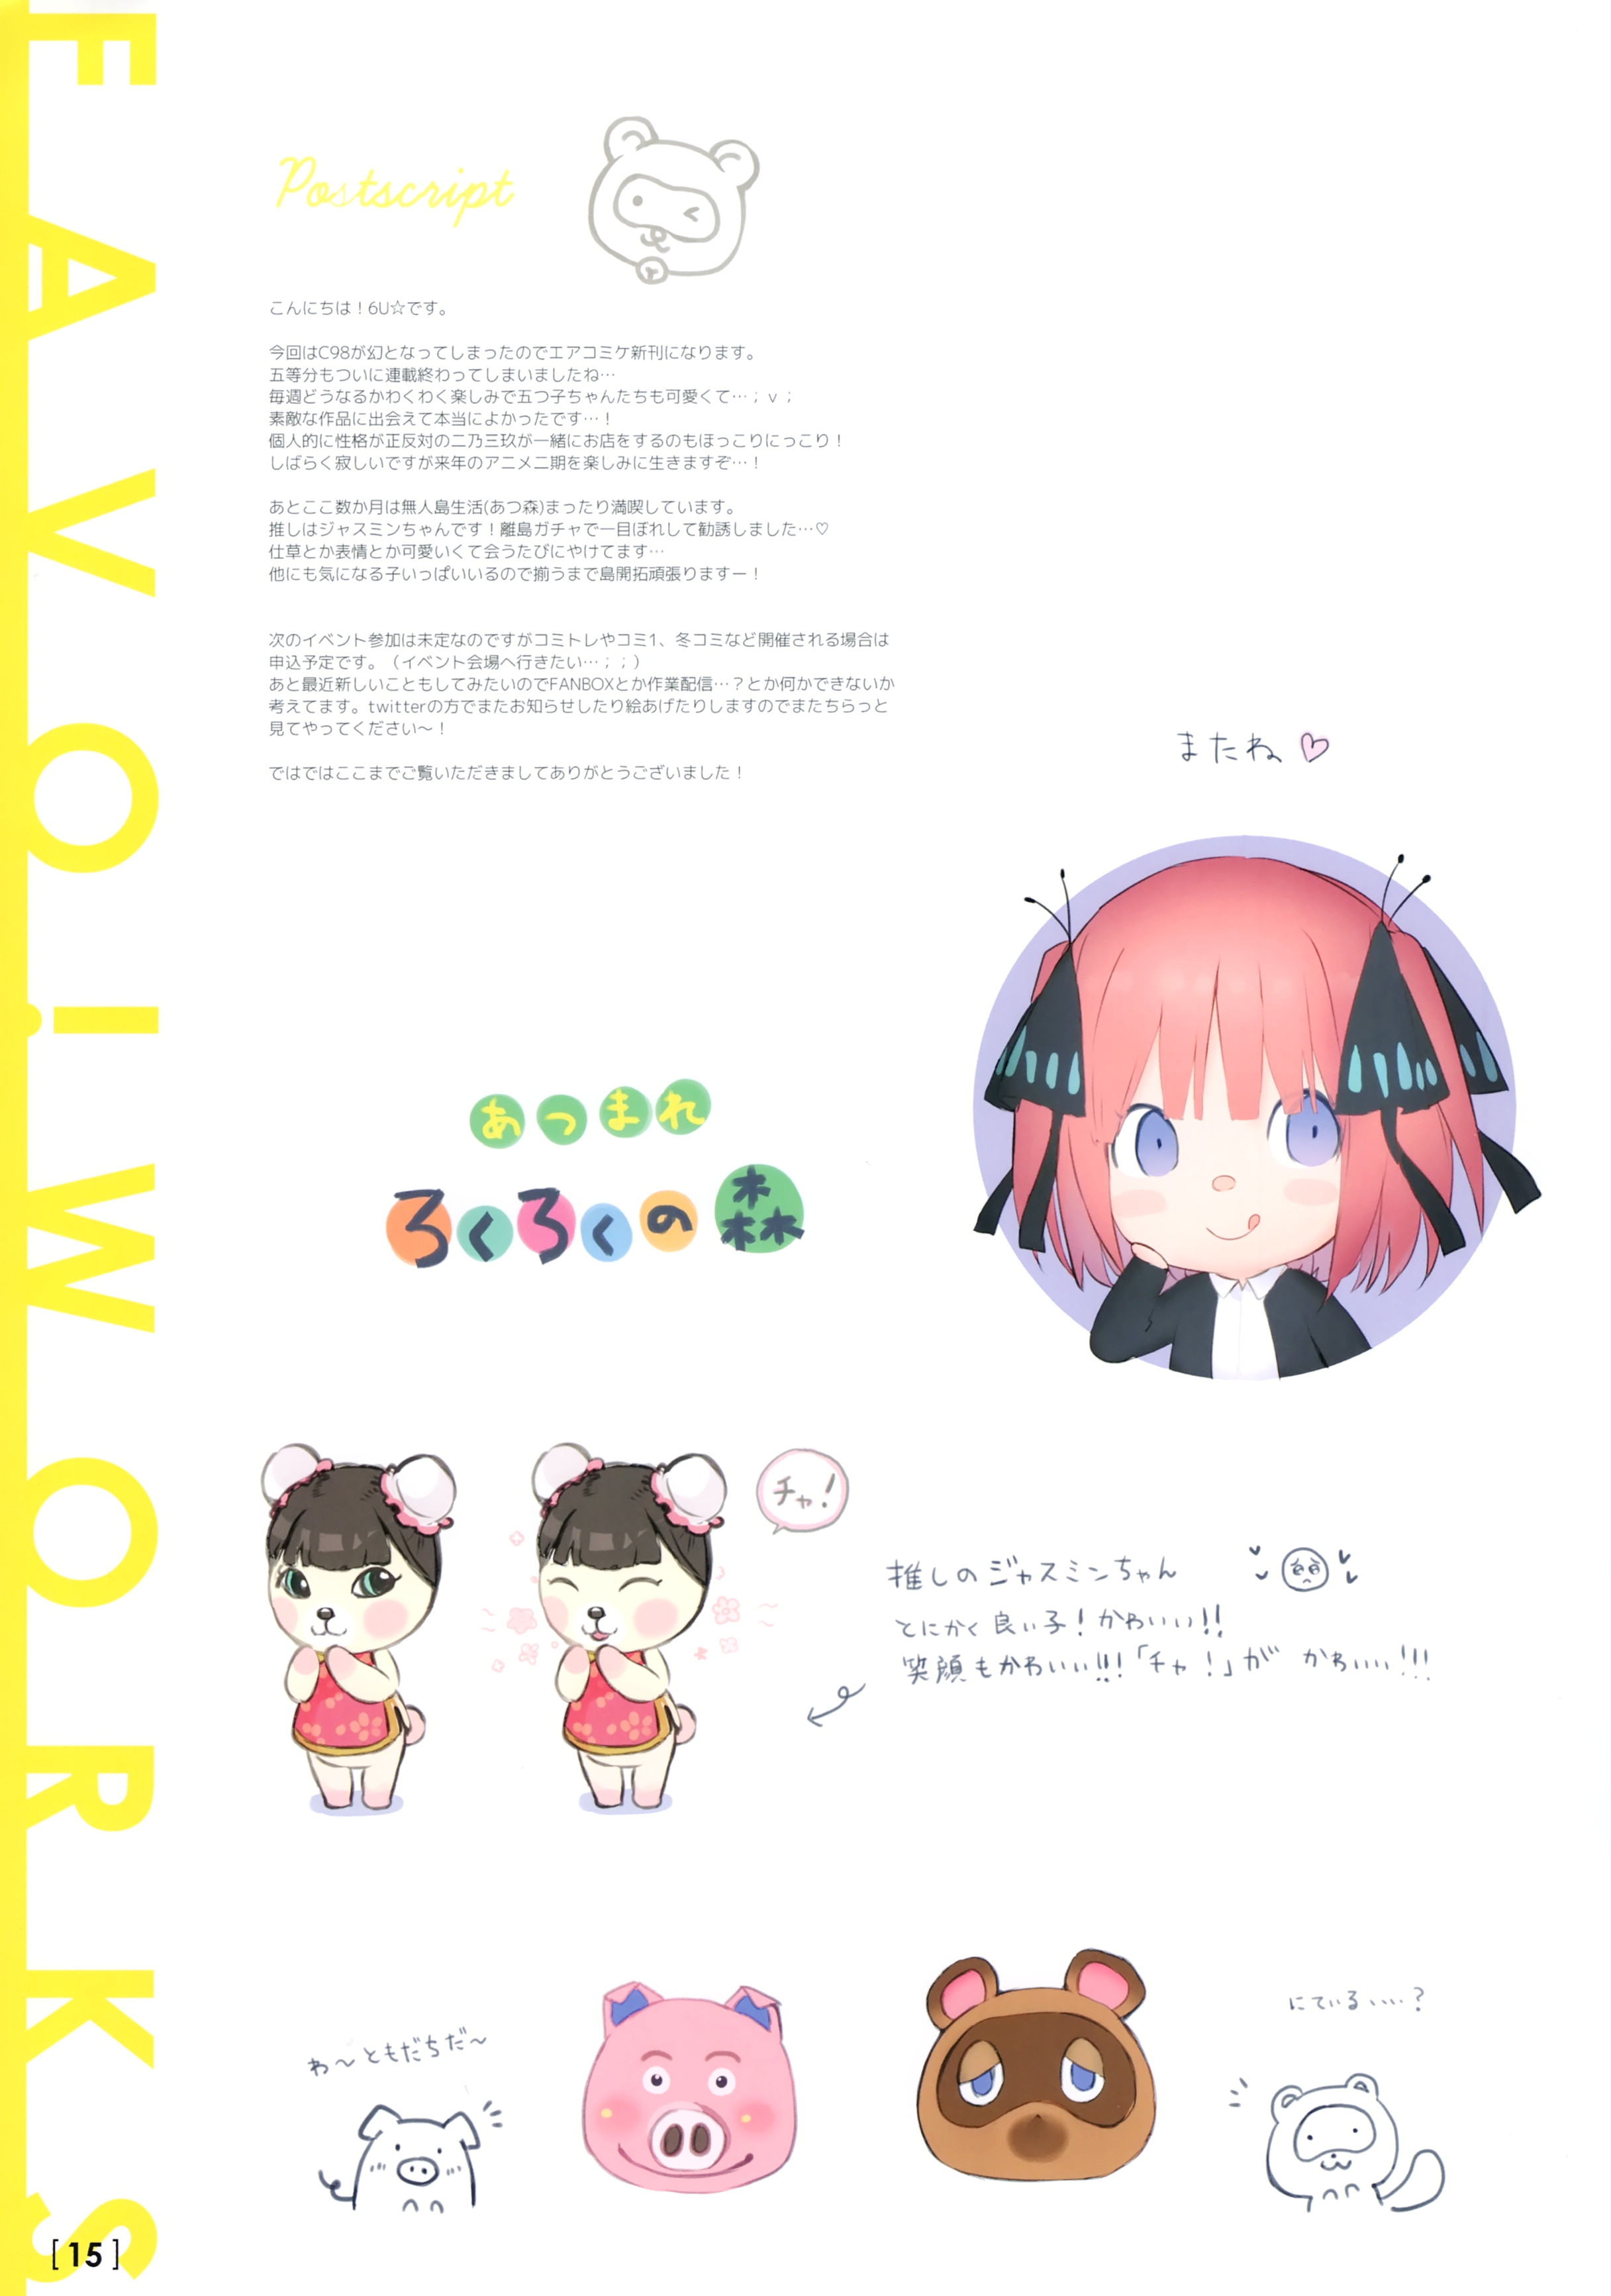 FAVOriWORKS
Postscript
こんにちは！6U☆です。
今回はC98が幻となってしまったのでエアコミケ新刊になります。
五等分もついに連載終わってしまいましたね…
毎週どうなるかわくわく楽しみで五つ子ちゃんたちも可愛くて…；ｖ；
素敵な作品に出会えて本当によかったです…！
個人的に性格が正反対の二乃三玖が一緒にお店をするのもほっこりにっこり！
しばらく寂しいですが来年のアニメ二期を楽しみに生きますぞ…！
あとここ数か月は無人島生活(あつ森)まったり満喫しています。
推しはジャスミンちゃんです！離島ガチャで一目ぼれして勧誘しました…♡
仕草とか表情とか可愛いくて会うたびにやけてます…
他にも気になる子いっぱいいるので揃うまで島開拓頑張りますー！
次のイベント参加は未定なのですがコミトレやコミ1、冬コミなど開催される場合は
申込予定です。（イベント会場へ行きたい…；；）
あと最近新しいこともしてみたいのでFANBOXとか作業配信…？とか何かできないか
考えてます。twitterの方でまたお知らせしたり絵あげたりしますのでまたちらっと
見てやってください～！
ではではここまでご覧いただきましてありがとうございました！
またね♡
あつまれ
ろくろくの森
チャ！
推しのジャスミンちゃん
とにかく良い子！かわいい!!
笑顔もかわいい!!!「チャ！」がかわいい!!!
わ～ともだちだ～
にている….？
[15]